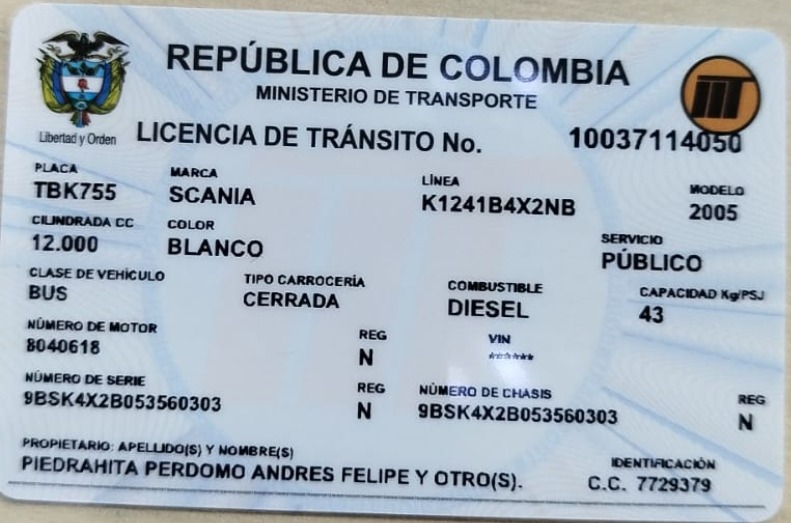 REPÚBLICA DE COLOMBIA
MINISTERIO DE TRANSPORTE
Libertad y Orden
LICENCIA DE TRÁNSITO No. 10037114050
PLACA MARCA LÍNEA MODELO
TBK755 SCANIA K1241B4X2NB 2005
CILINDRADA CC COLOR SERVICIO
12.000 BLANCO PÚBLICO
CLASE DE VEHÍCULO TIPO CARROCERÍA COMBUSTIBLE CAPACIDAD Kg/PSJ
BUS CERRADA DIESEL 43
NÚMERO DE MOTOR REG VIN
8040618 N ******
NÚMERO DE SERIE REG NÚMERO DE CHASIS REG
9BSK4X2B053560303 N 9BSK4X2B053560303 N
PROPIETARIO: APELLIDO(S) Y NOMBRE(S) IDENTIFICACIÓN
PIEDRAHITA PERDOMO ANDRES FELIPE Y OTRO(S). C.C. 7729379